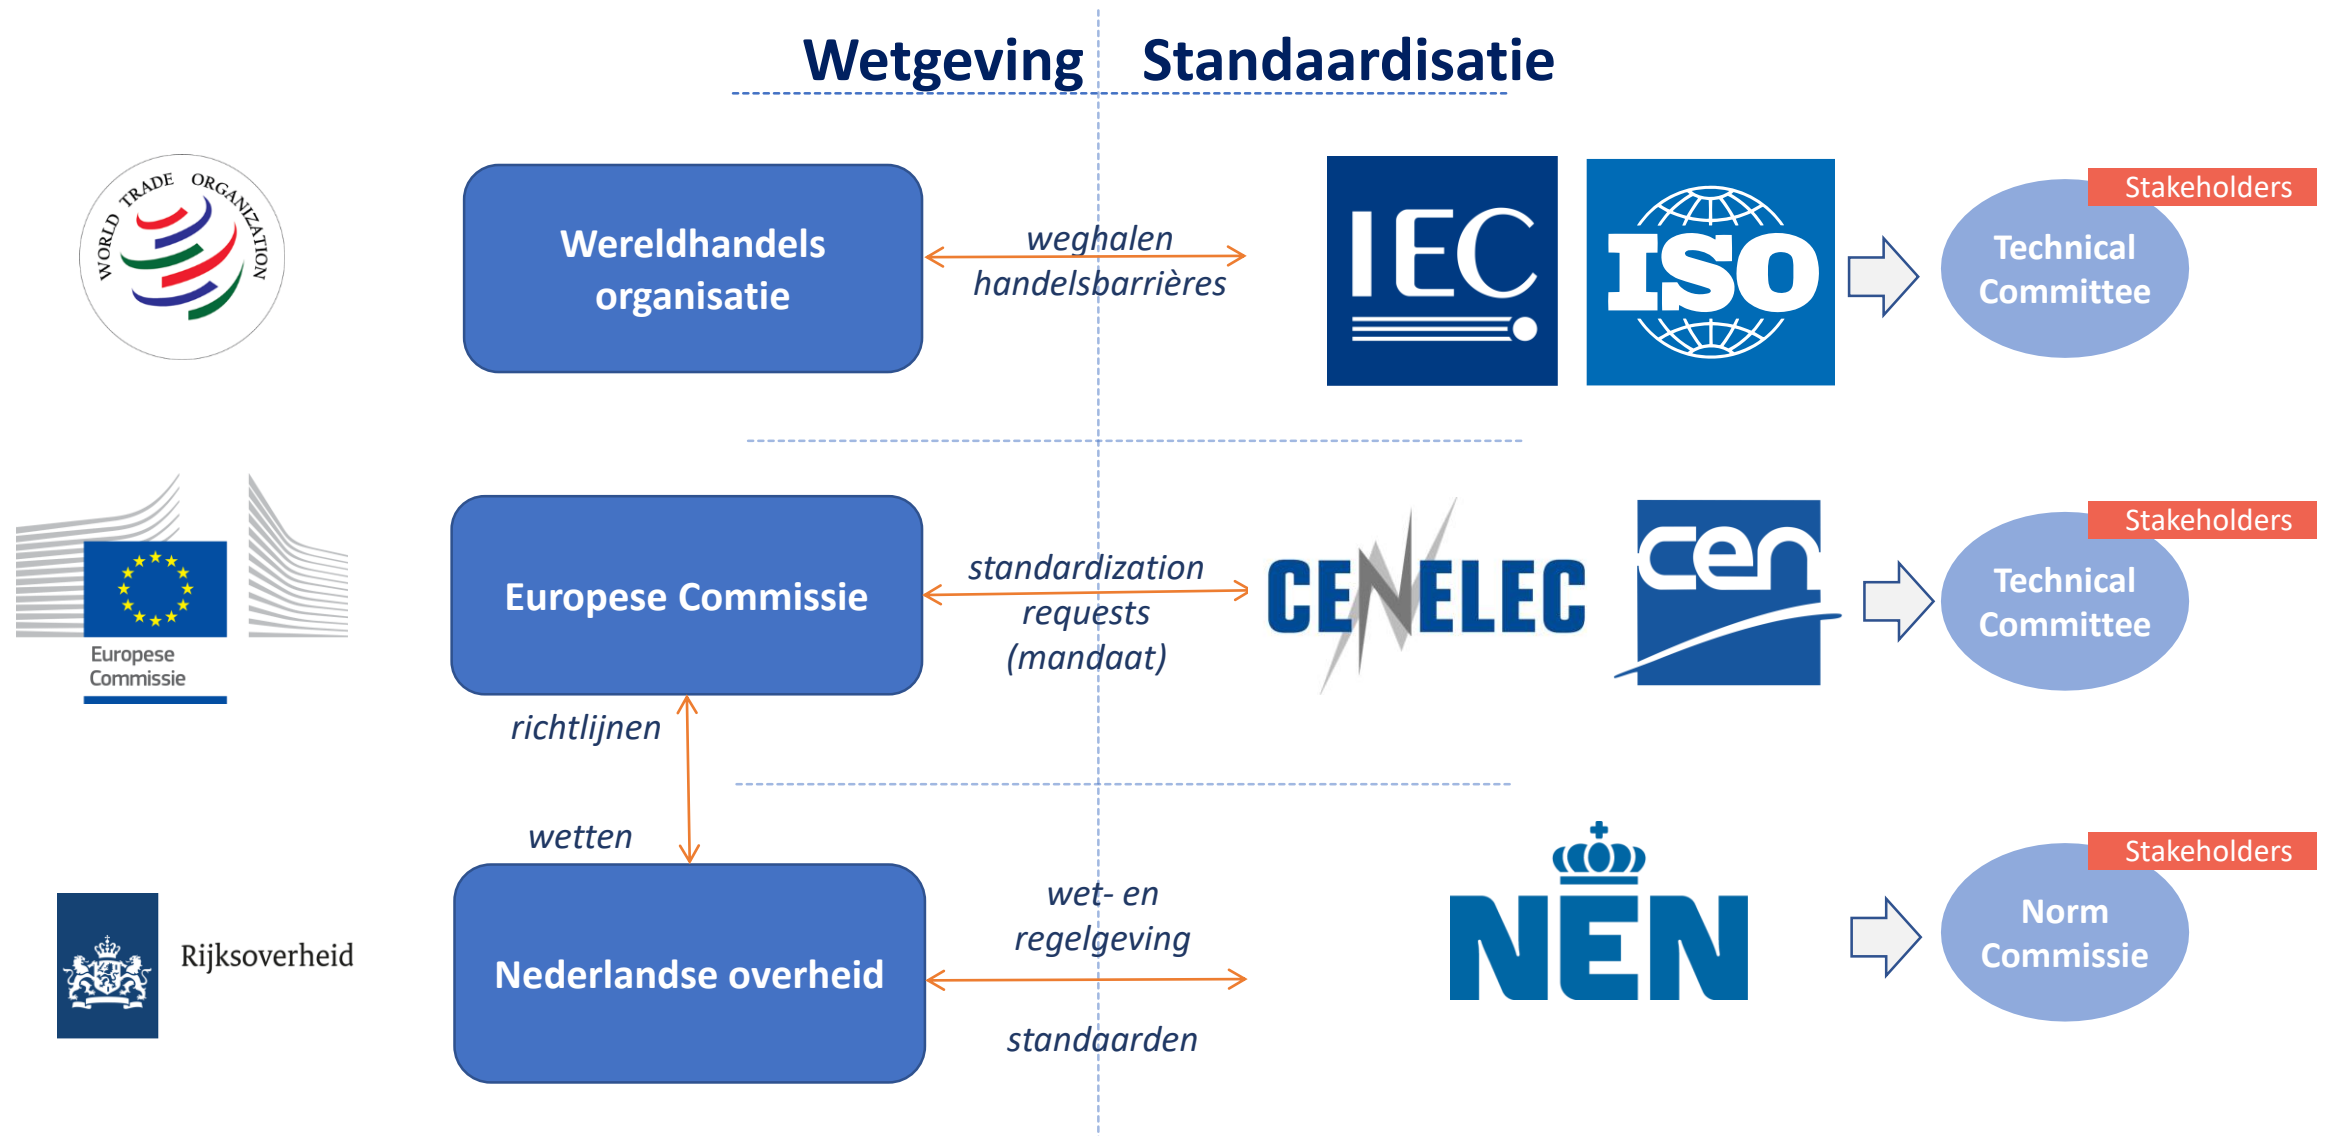 Wetgeving
Standaardisatie
WORLD TRADE ORGANIZATION
Wereldhandels
organisatie
weghalen
handelsbarrières
IEC
ISO
Stakeholders
Technical
Committee
Europese
Commissie
Europese Commissie
standardization
requests
(mandaat)
CENELEC
cen
Stakeholders
Technical
Committee
richtlijnen
wetten
Rijksoverheid
Nederlandse overheid
wet- en
regelgeving
standaarden
NEN
Stakeholders
Norm
Commissie